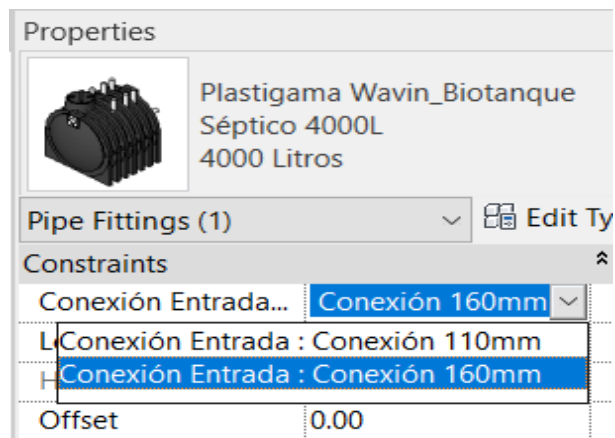 Properties
Plastigama Wavin_Biotanque
Séptico 4000L
4000 Litros
Pipe Fittings (1)
Edit Ty
Constraints
Conexión Entrada... Conexión 160mm
Conexión Entrada : Conexión 110mm
Conexión Entrada : Conexión 160mm
Offset 0.00